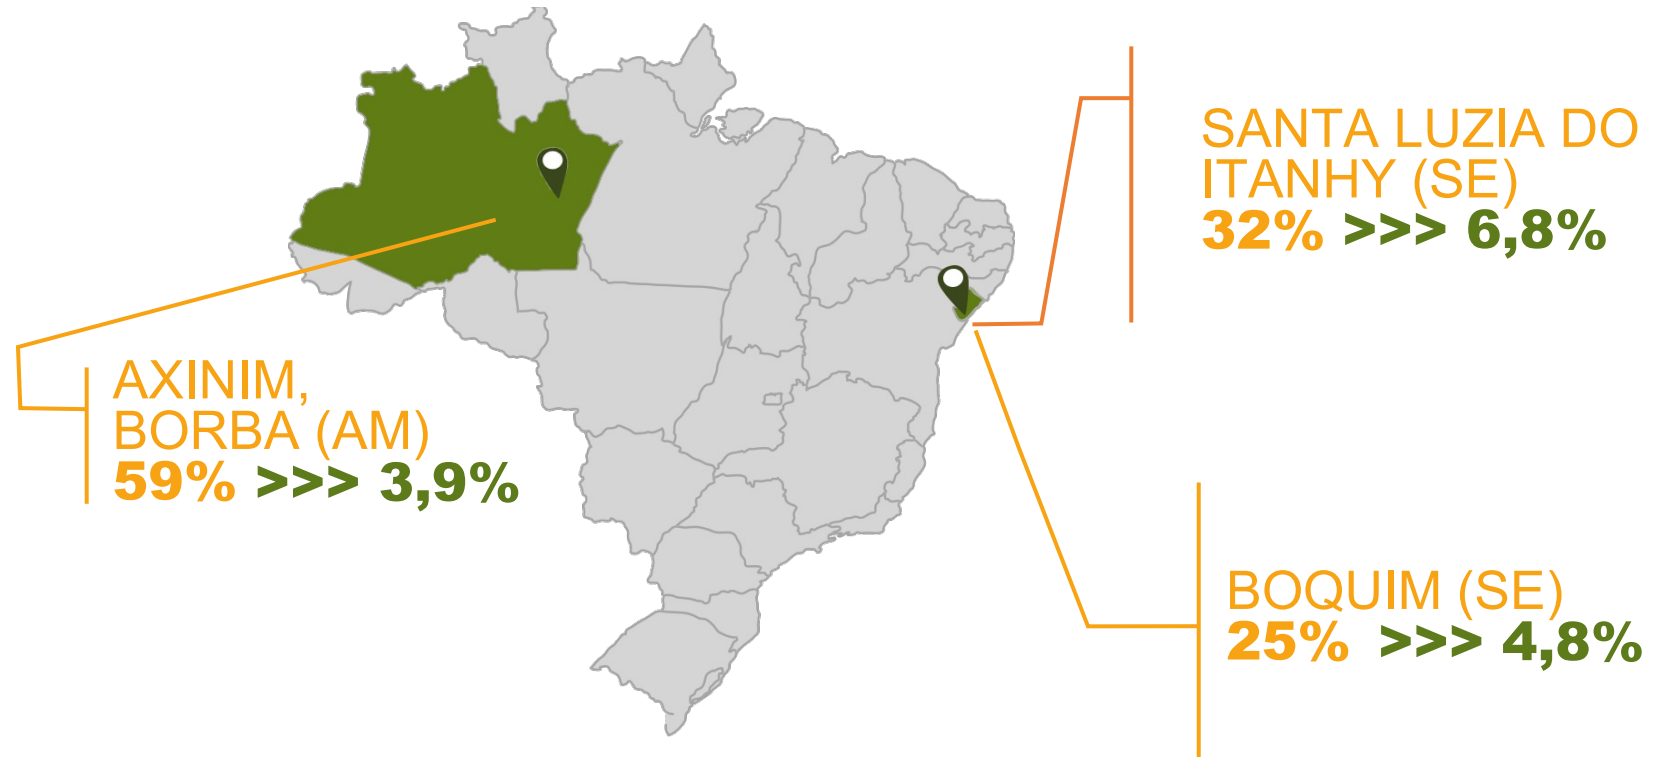 SANTA LUZIA DO
ITANHY (SE)
32% >>> 6,8%
AXINIM,
BORBA (AM)
59% >>> 3,9%
BOQUIM (SE)
25% >>> 4,8%